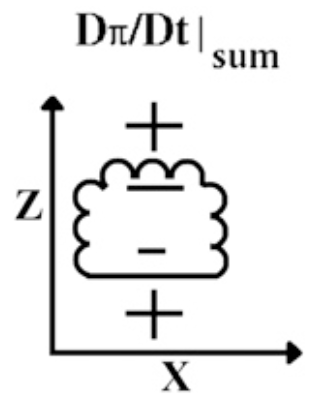 Dπ/Dt|sum
+
Z
—
-
+
X